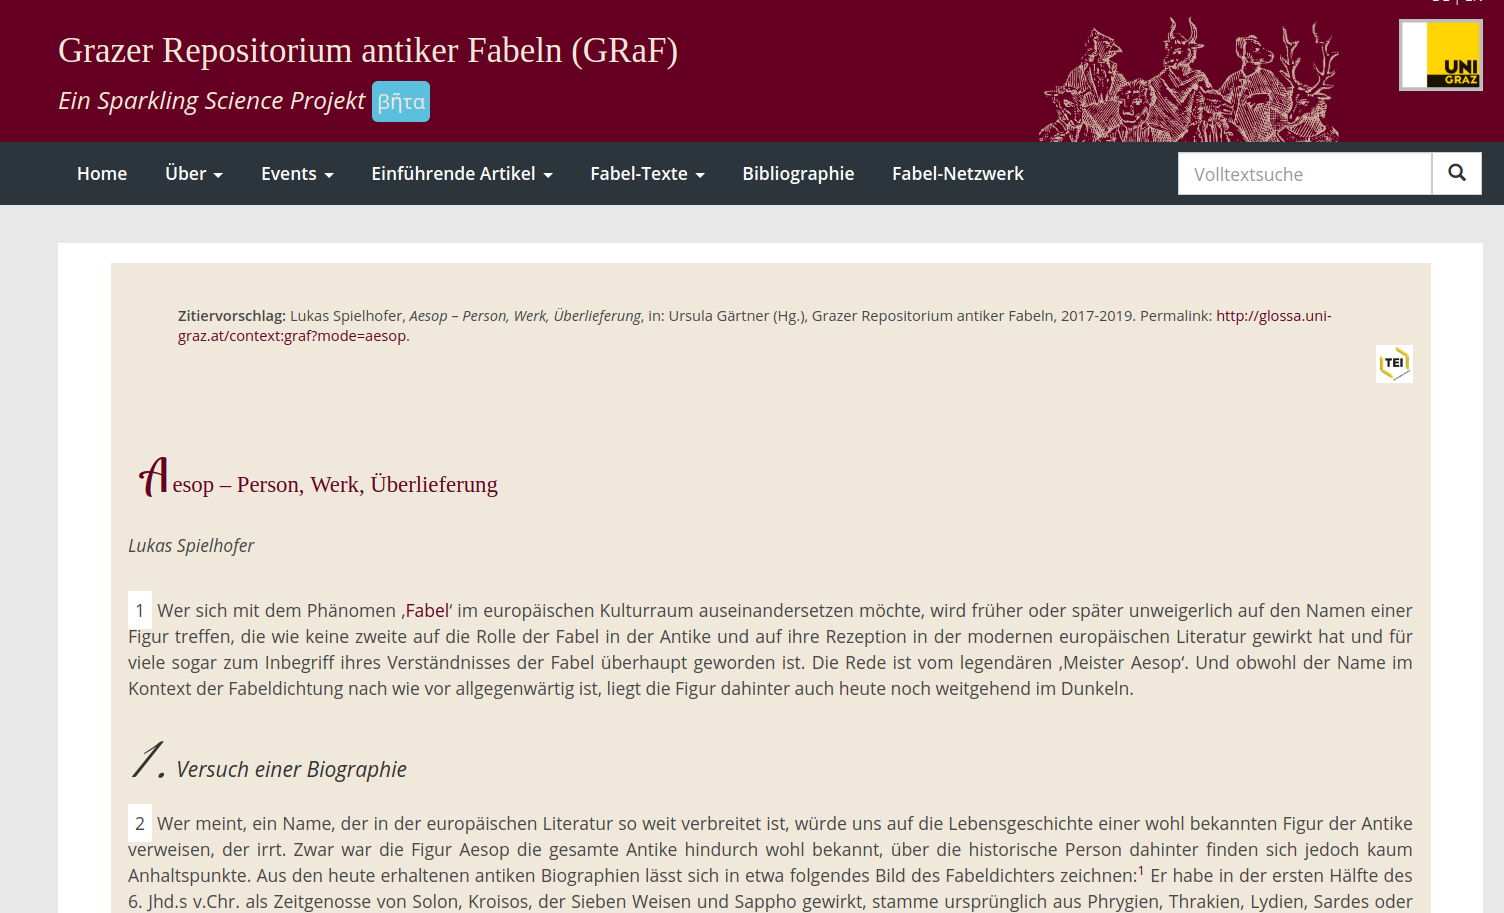 Grazer Repositorium antiker Fabeln (GRaF)
Ein Sparkling Science Projekt βῆτα
UNI
GRAZ
Home Über Events Einführende Artikel Fabel-Texte Bibliographie Fabel-Netzwerk Volltextsuche
Zitiervorschlag: Lukas Spielhofer, Aesop – Person, Werk, Überlieferung, in: Ursula Gärtner (Hg.), Grazer Repositorium antiker Fabeln, 2017-2019. Permalink: http://glossa.uni-
graz.at/context:graf?mode=aesop.
TEI
Aesop – Person, Werk, Überlieferung
Lukas Spielhofer
1 Wer sich mit dem Phänomen ‚Fabel‘ im europäischen Kulturraum auseinandersetzen möchte, wird früher oder später unweigerlich auf den Namen einer
Figur treffen, die wie keine zweite auf die Rolle der Fabel in der Antike und auf ihre Rezeption in der modernen europäischen Literatur gewirkt hat und für
viele sogar zum Inbegriff ihres Verständnisses der Fabel überhaupt geworden ist. Die Rede ist vom legendären ‚Meister Aesop‘. Und obwohl der Name im
Kontext der Fabeldichtung nach wie vor allgegenwärtig ist, liegt die Figur dahinter auch heute noch weitgehend im Dunkeln.
1. Versuch einer Biographie
2 Wer meint, ein Name, der in der europäischen Literatur so weit verbreitet ist, würde uns auf die Lebensgeschichte einer wohl bekannten Figur der Antike
verweisen, der irrt. Zwar war die Figur Aesop die gesamte Antike hindurch wohl bekannt, über die historische Person dahinter finden sich jedoch kaum
Anhaltspunkte. Aus den heute erhaltenen antiken Biographien lässt sich in etwa folgendes Bild des Fabeldichters zeichnen:1 Er habe in der ersten Hälfte des
6. Jhd.s v.Chr. als Zeitgenosse von Solon, Kroisos, der Sieben Weisen und Sappho gewirkt, stamme ursprünglich aus Phrygien, Thrakien, Lydien, Sardes oder